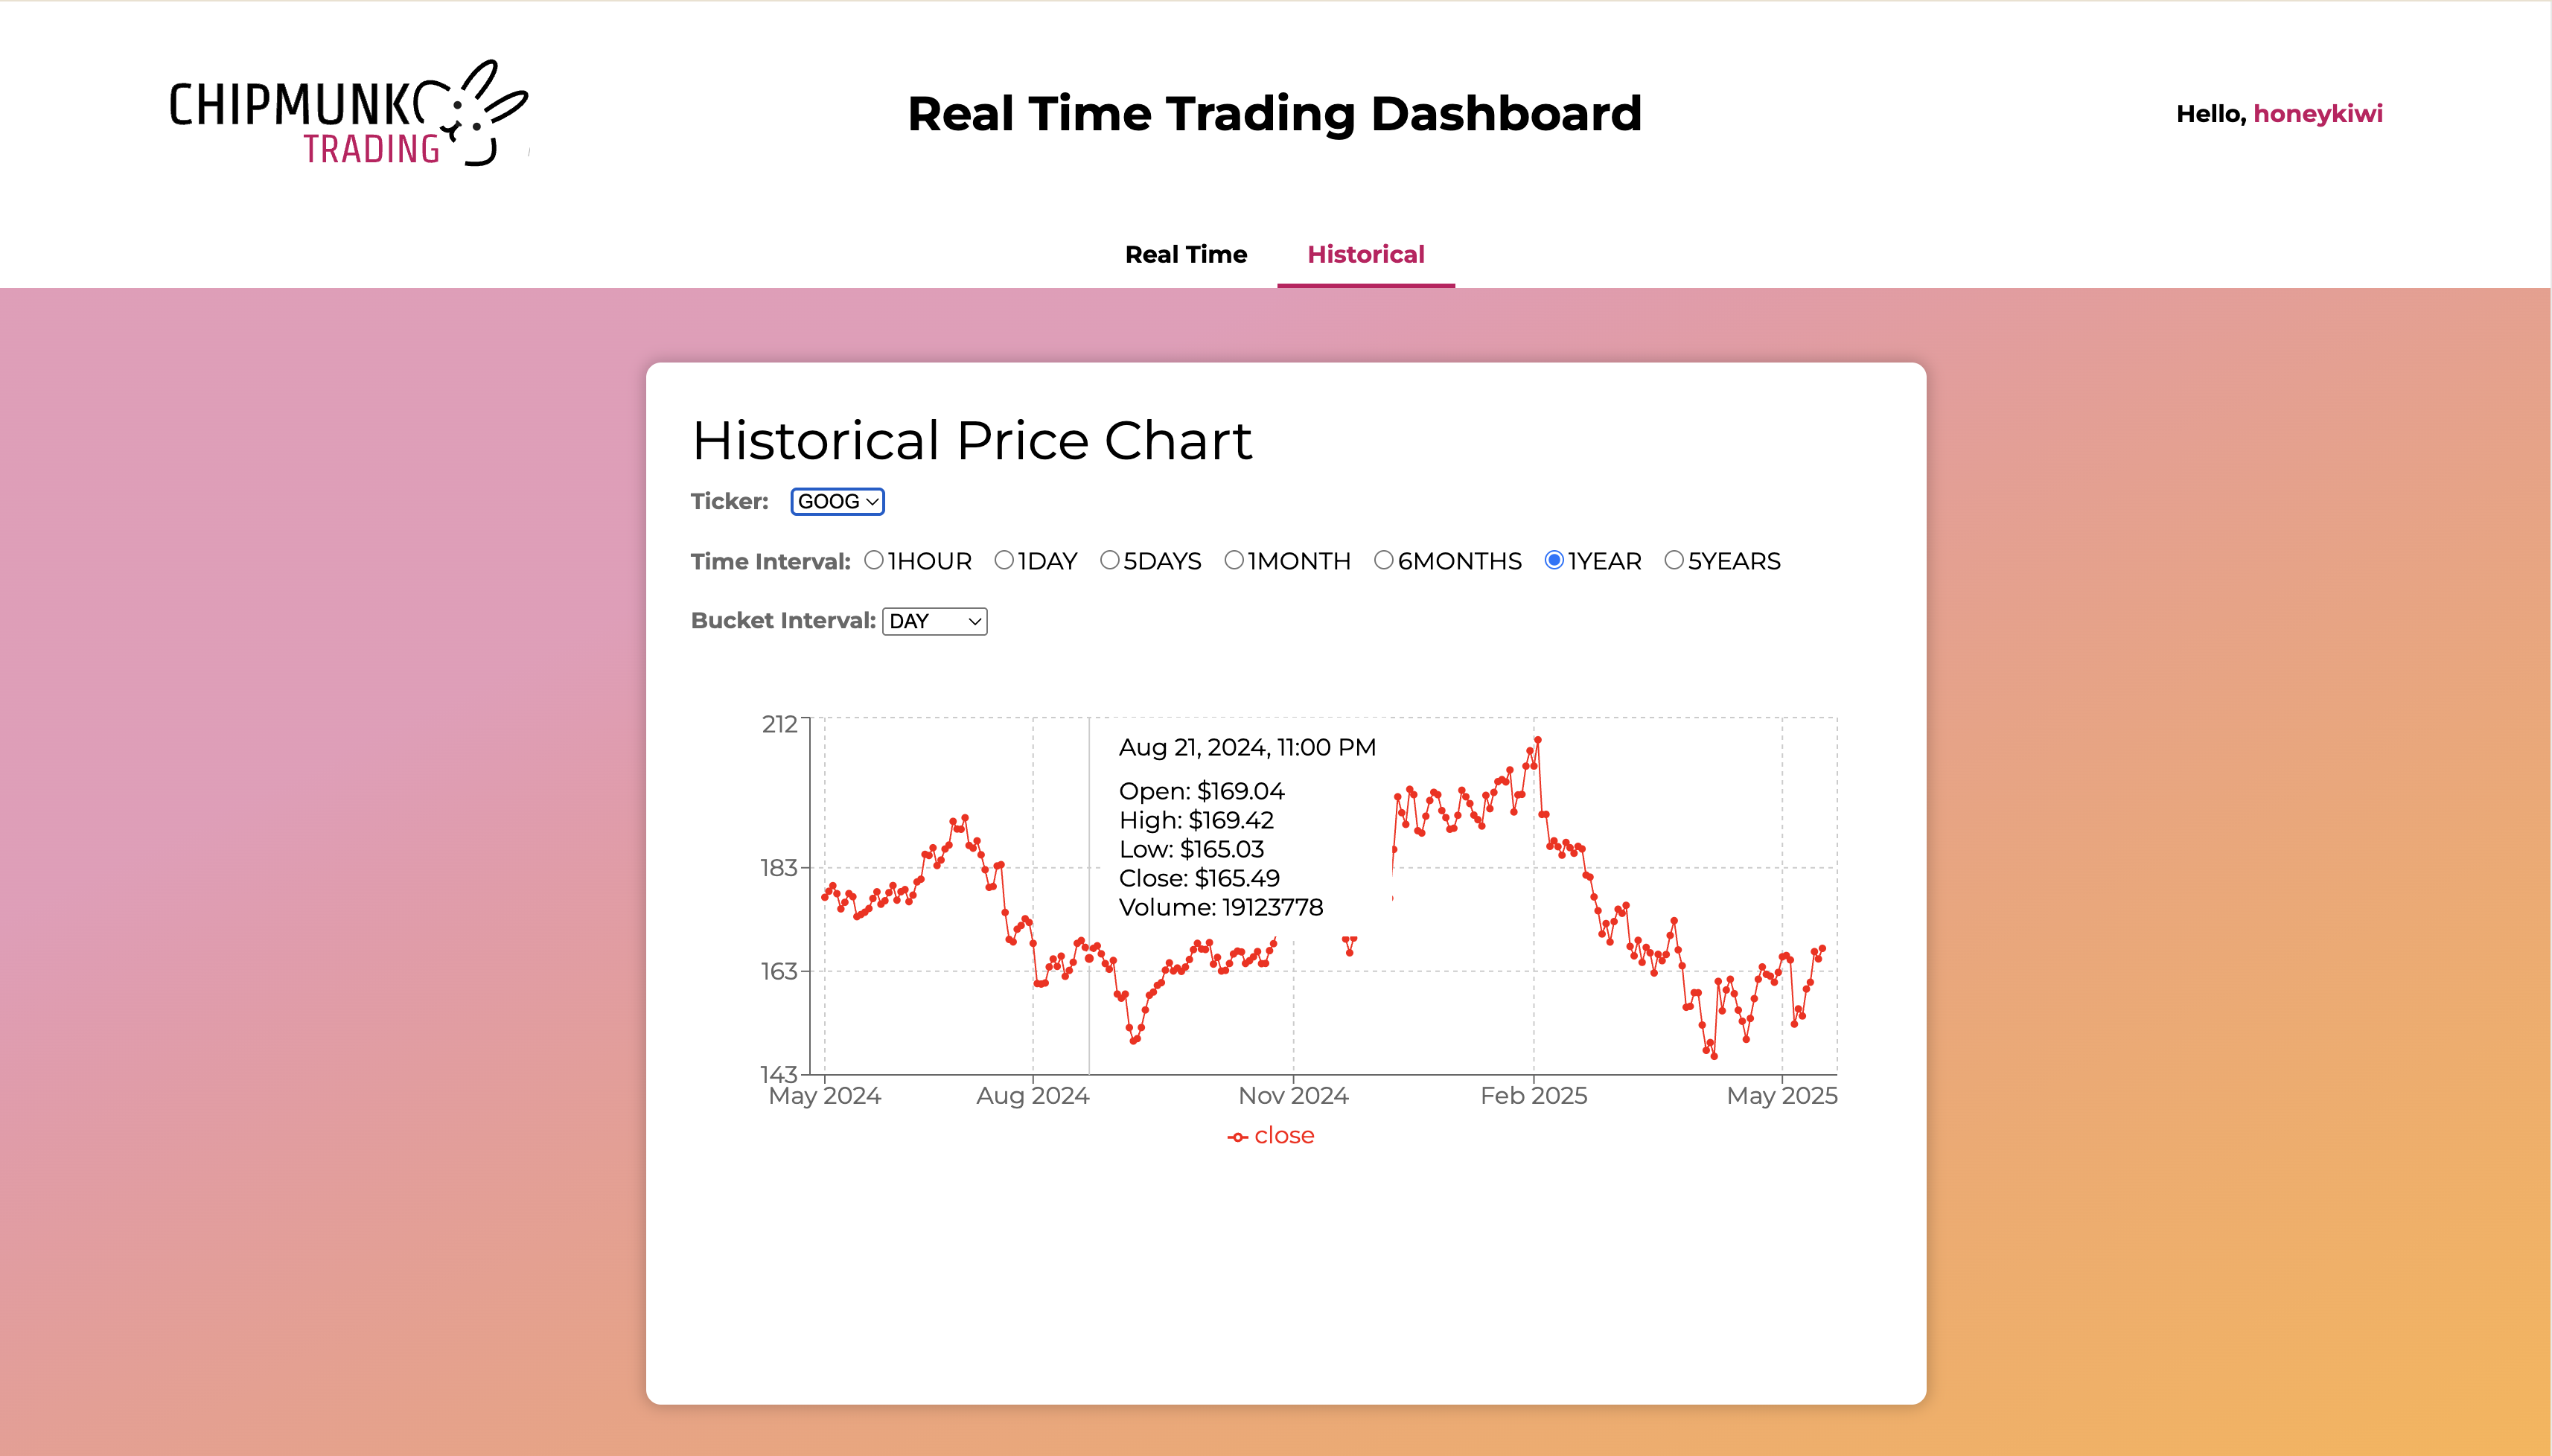 CHIPMUNK
TRADING
Real Time Trading Dashboard
Hello, honeykiwi
Real Time
Historical
Historical Price Chart
Ticker: GOOG
Time Interval: 1HOUR 1DAY 5DAYS 1MONTH 6MONTHS 1YEAR 5YEARS
Bucket Interval: DAY
212
183
163
143
Aug 21, 2024, 11:00 PM
Open: $169.04
High: $169.42
Low: $165.03
Close: $165.49
Volume: 19123778
May 2024
Aug 2024
Nov 2024
Feb 2025
May 2025
close